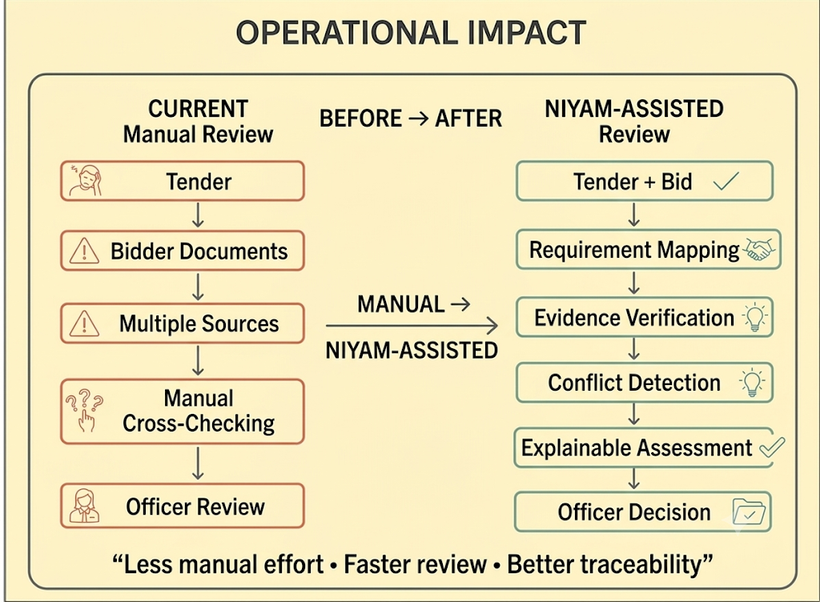 OPERATIONAL IMPACT
CURRENT
Manual Review
BEFORE → AFTER
NIYAM-ASSISTED
Review
Tender
Bidder Documents
Multiple Sources
Manual
Cross-Checking
Officer Review
MANUAL →
NIYAM-ASSISTED
Tender + Bid
Requirement Mapping
Evidence Verification
Conflict Detection
Explainable Assessment
Officer Decision
“Less manual effort • Faster review • Better traceability”